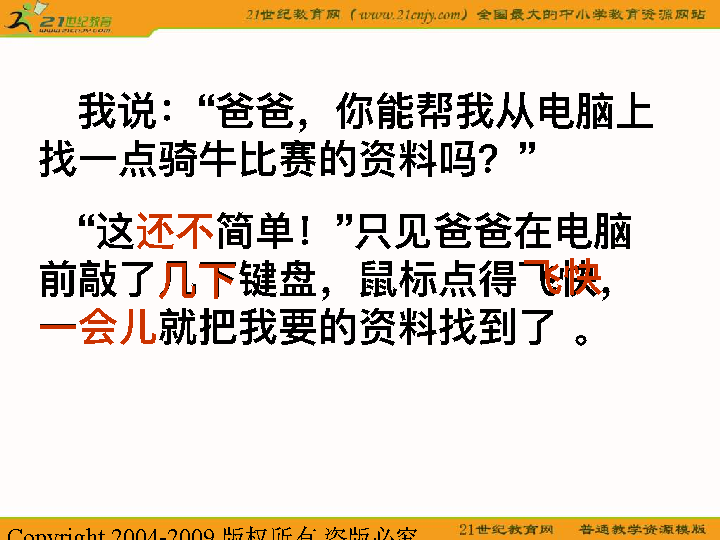 21世纪教育
www.21cnjy.com
21世纪教育网（www.21cnjy.com）全国最大的中小学教育资源网站
我说：“爸爸，你能帮我从电脑上
找一点骑牛比赛的资料吗？”
“这还不简单！”只见爸爸在电脑
前敲了几下键盘，鼠标点得飞快，
一会儿就把我要的资料找到了 。
Copyright 2004-2009 版权所有 盗版必究
21世纪教育网 普通教学资源模版